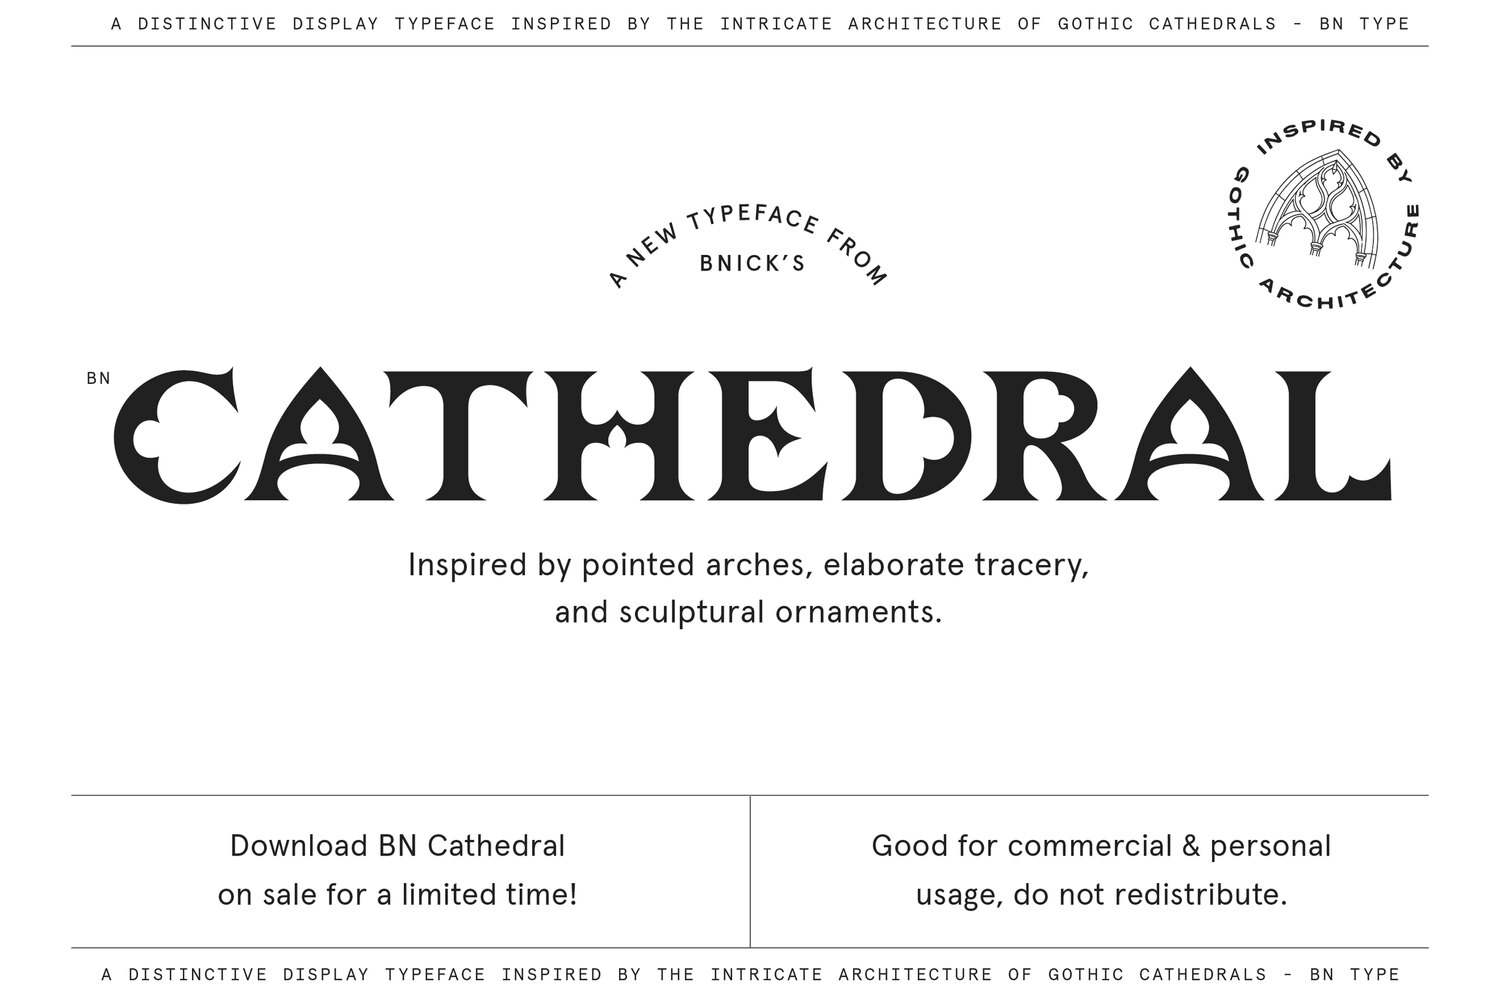 A DISTINCTIVE DISPLAY TYPEFACE INSPIRED BY THE INTRICATE ARCHITECTURE OF GOTHIC CATHEDRALS - BN TYPE
INSPIRED BY
GOTHIC ARCHITECTURE
A NEW TYPEFACE FROM
BNICK’S
BN
CATHEDRAL
Inspired by pointed arches, elaborate tracery,
and sculptural ornaments.
Download BN Cathedral
on sale for a limited time!
Good for commercial & personal
usage, do not redistribute.
A DISTINCTIVE DISPLAY TYPEFACE INSPIRED BY THE INTRICATE ARCHITECTURE OF GOTHIC CATHEDRALS - BN TYPE